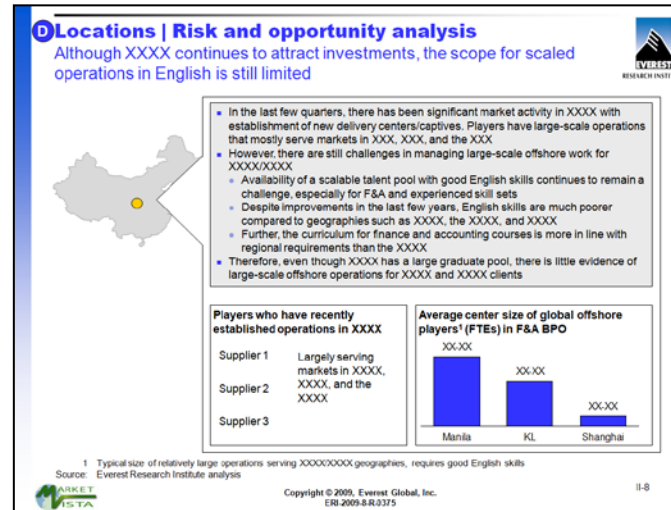 D Locations | Risk and opportunity analysis
Although XXXX continues to attract investments, the scope for scaled
operations in English is still limited
EVEREST
RESEARCH INSTITUTE
In the last few quarters, there has been significant market activity in XXXX with
establishment of new delivery centers/captives. Players have large-scale operations
that mostly serve markets in XXX, XXX, and the XXX
However, there are still challenges in managing large-scale offshore work for
XXXX/XXXX
Availability of a scalable talent pool with good English skills continues to remain a
challenge, especially for F&A and experienced skill sets
Despite improvements in the last few years, English skills are much poorer
compared to geographies such as XXXX, the XXXX, and XXXX
Further, the curriculum for finance and accounting courses is more in line with
regional requirements than the XXXX
Therefore, even though XXXX has a large graduate pool, there is little evidence of
large-scale offshore operations for XXXX and XXXX clients
Players who have recently
established operations in XXXX
Supplier 1
Supplier 2
Supplier 3
Largely serving
markets in XXXX,
XXXX, and the
XXXX
Average center size of global offshore
players¹ (FTEs) in F&A BPO
XX-XX
XX-XX
XX-XX
Manila KL Shanghai
1 Typical size of relatively large operations serving XXXX/XXXX geographies, requires good English skills
Source: Everest Research Institute analysis
MARKET
VISTA
Copyright © 2009, Everest Global, Inc.
ERI-2009-8-R-0375
II-8